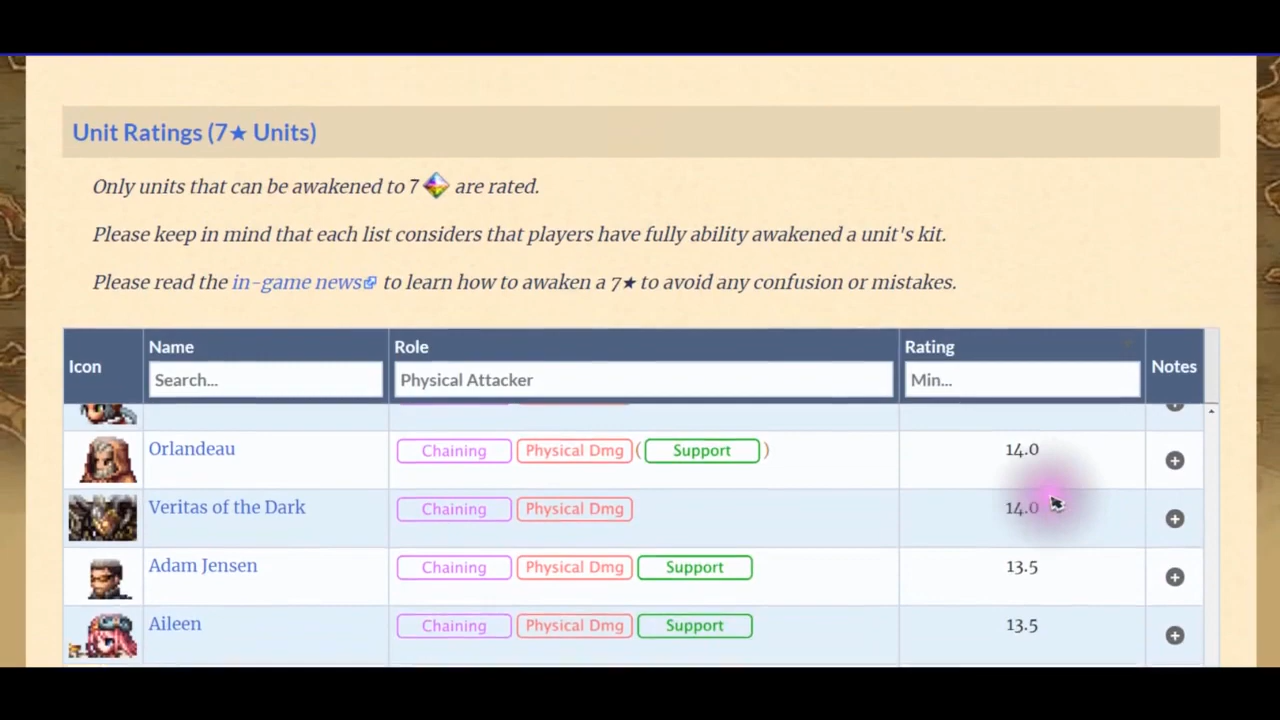 Unit Ratings (7★ Units)
Only units that can be awakened to 7 are rated.
Please keep in mind that each list considers that players have fully ability awakened a unit's kit.
Please read the in-game news to learn how to awaken a 7★ to avoid any confusion or mistakes.
Icon Name Role Rating Notes
Search... Physical Attacker Min...
Orlandeau Chaining Physical Dmg ( Support ) 14.0
Veritas of the Dark Chaining Physical Dmg 14.0
Adam Jensen Chaining Physical Dmg Support 13.5
Aileen Chaining Physical Dmg Support 13.5